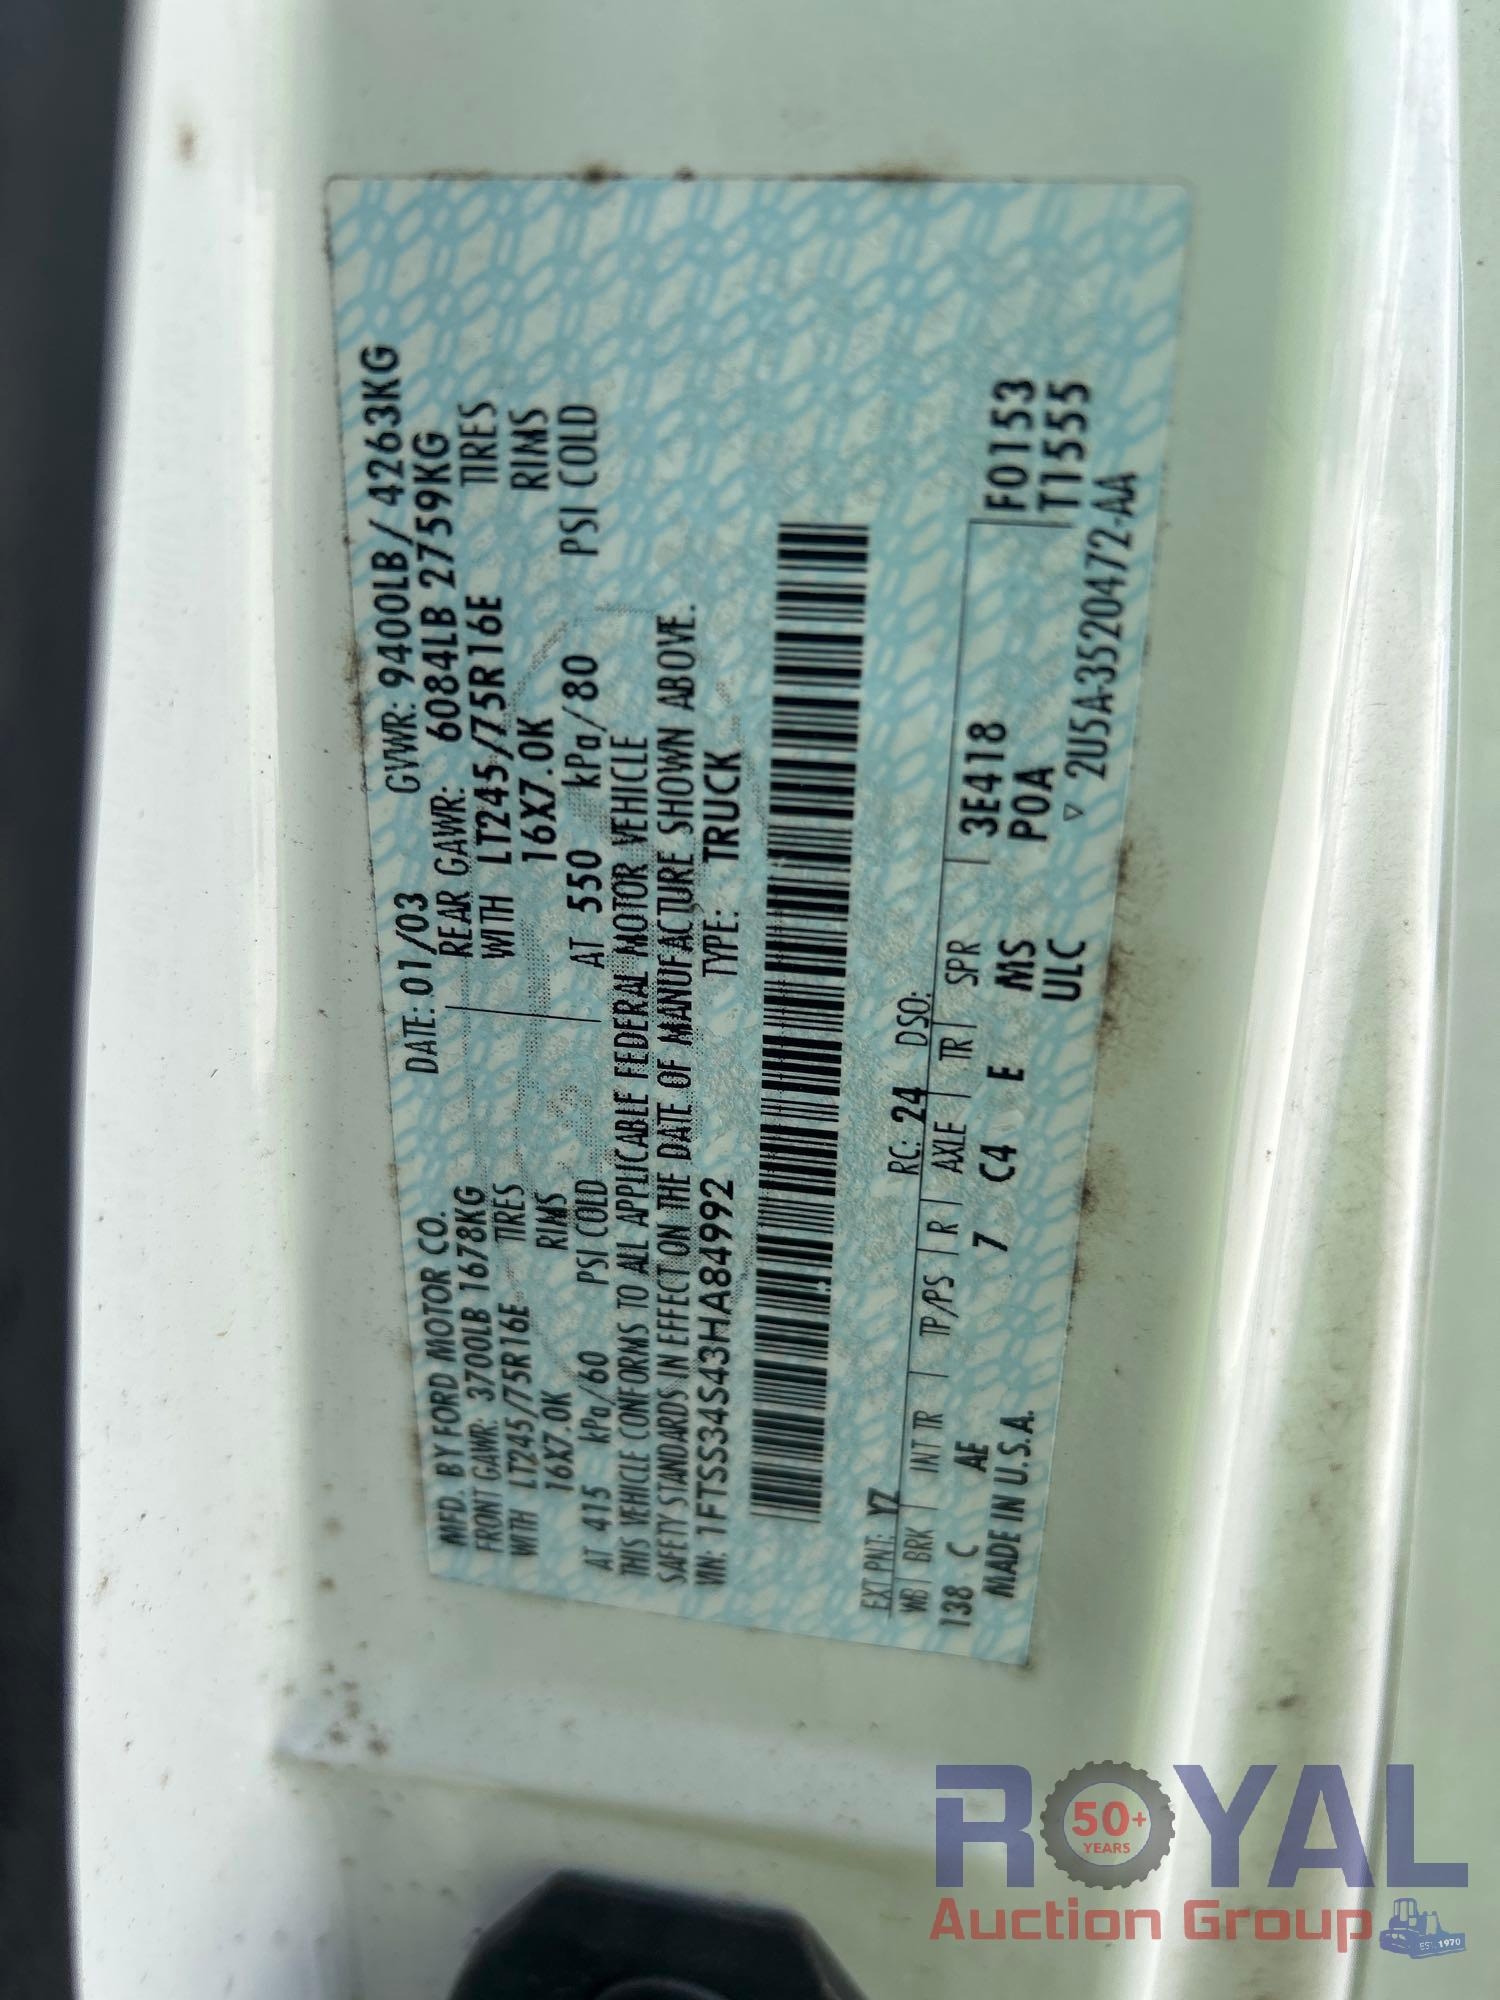 MFD. BY FORD MOTOR CO. DATE: 01/03 GVWR: 9400LB/ 4263KG
FRONT GAWR: 3700LB 1678KG REAR GAWR: 6084LB 2759KG
WITH LT245/75R16E TIRES WITH LT245/75R16E TIRES
16X7.0K RIMS 16X7.0K RIMS
AT 415 kPa/60 PSI COLD AT 550 kPa/80 PSI COLD
THIS VEHICLE CONFORMS TO ALL APPLICABLE FEDERAL MOTOR VEHICLE
SAFETY STANDARDS IN EFFECT ON THE DATE OF MANUFACTURE SHOWN ABOVE.
VIN: 1FTSS34S43HA84992 TYPE: TRUCK
EXT PNT: YZ RC: 24 DSO:
WB BRK INT TR TP/PS R AXLE TR SPR
138 C AE 7 C4 E MS 3E418 F0153
MADE IN U.S.A. ULC POA T1555
▽ 2U5A-3520472-AA
ROYAL
50+
YEARS
Auction Group
EST. 1970